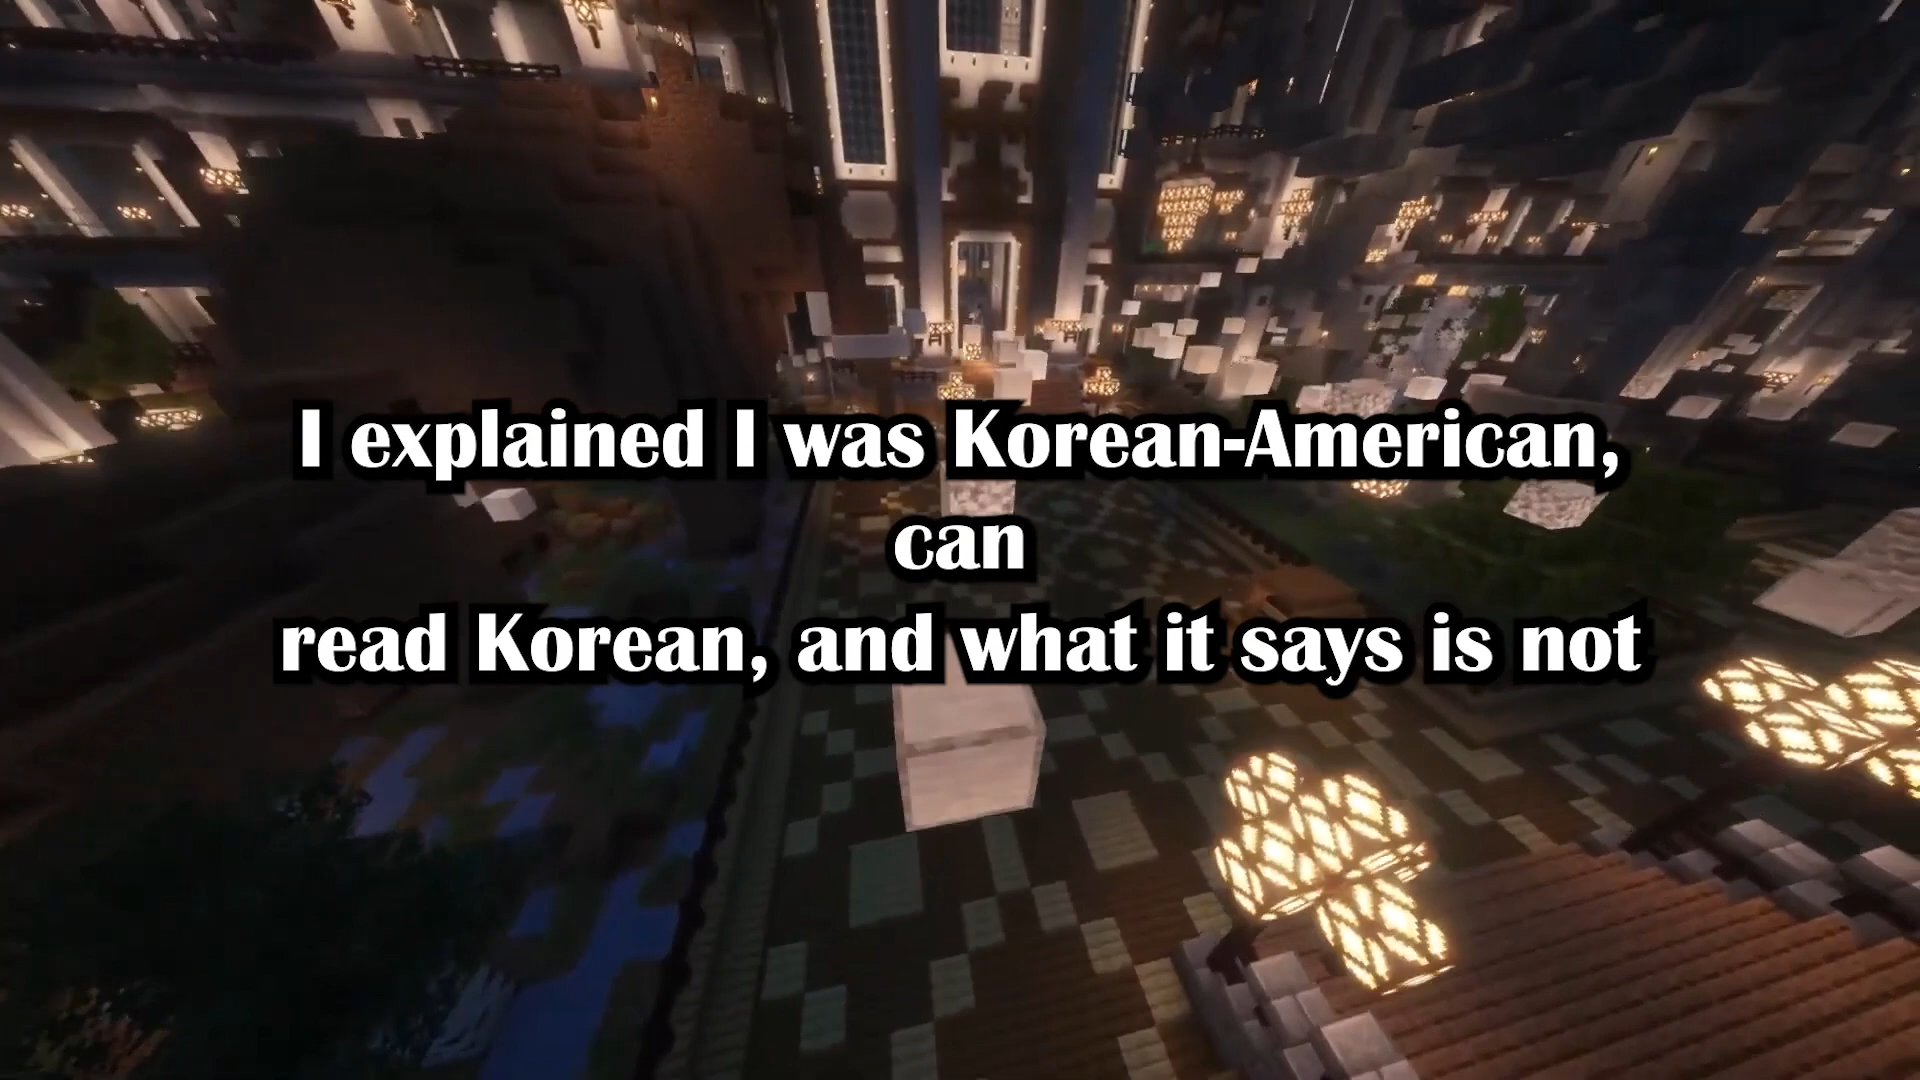 I explained I was Korean-American,
can
read Korean, and what it says is not